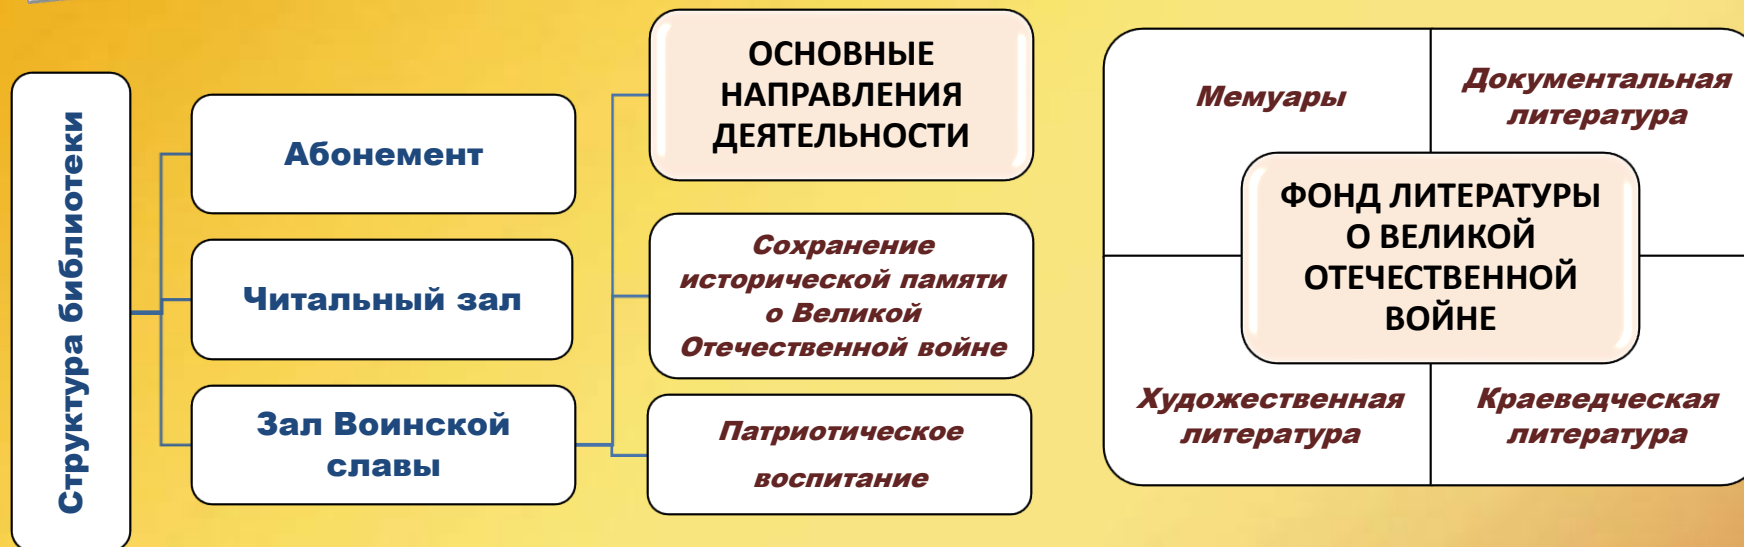 Структура библиотеки
Абонемент
Читальный зал
Зал Воинской
славы
ОСНОВНЫЕ
НАПРАВЛЕНИЯ
ДЕЯТЕЛЬНОСТИ
Сохранение
исторической памяти
о Великой
Отечественной войне
Патриотическое
воспитание
Мемуары
Документальная
литература
ФОНД ЛИТЕРАТУРЫ
О ВЕЛИКОЙ
ОТЕЧЕСТВЕННОЙ
ВОЙНЕ
Художественная
литература
Краеведческая
литература